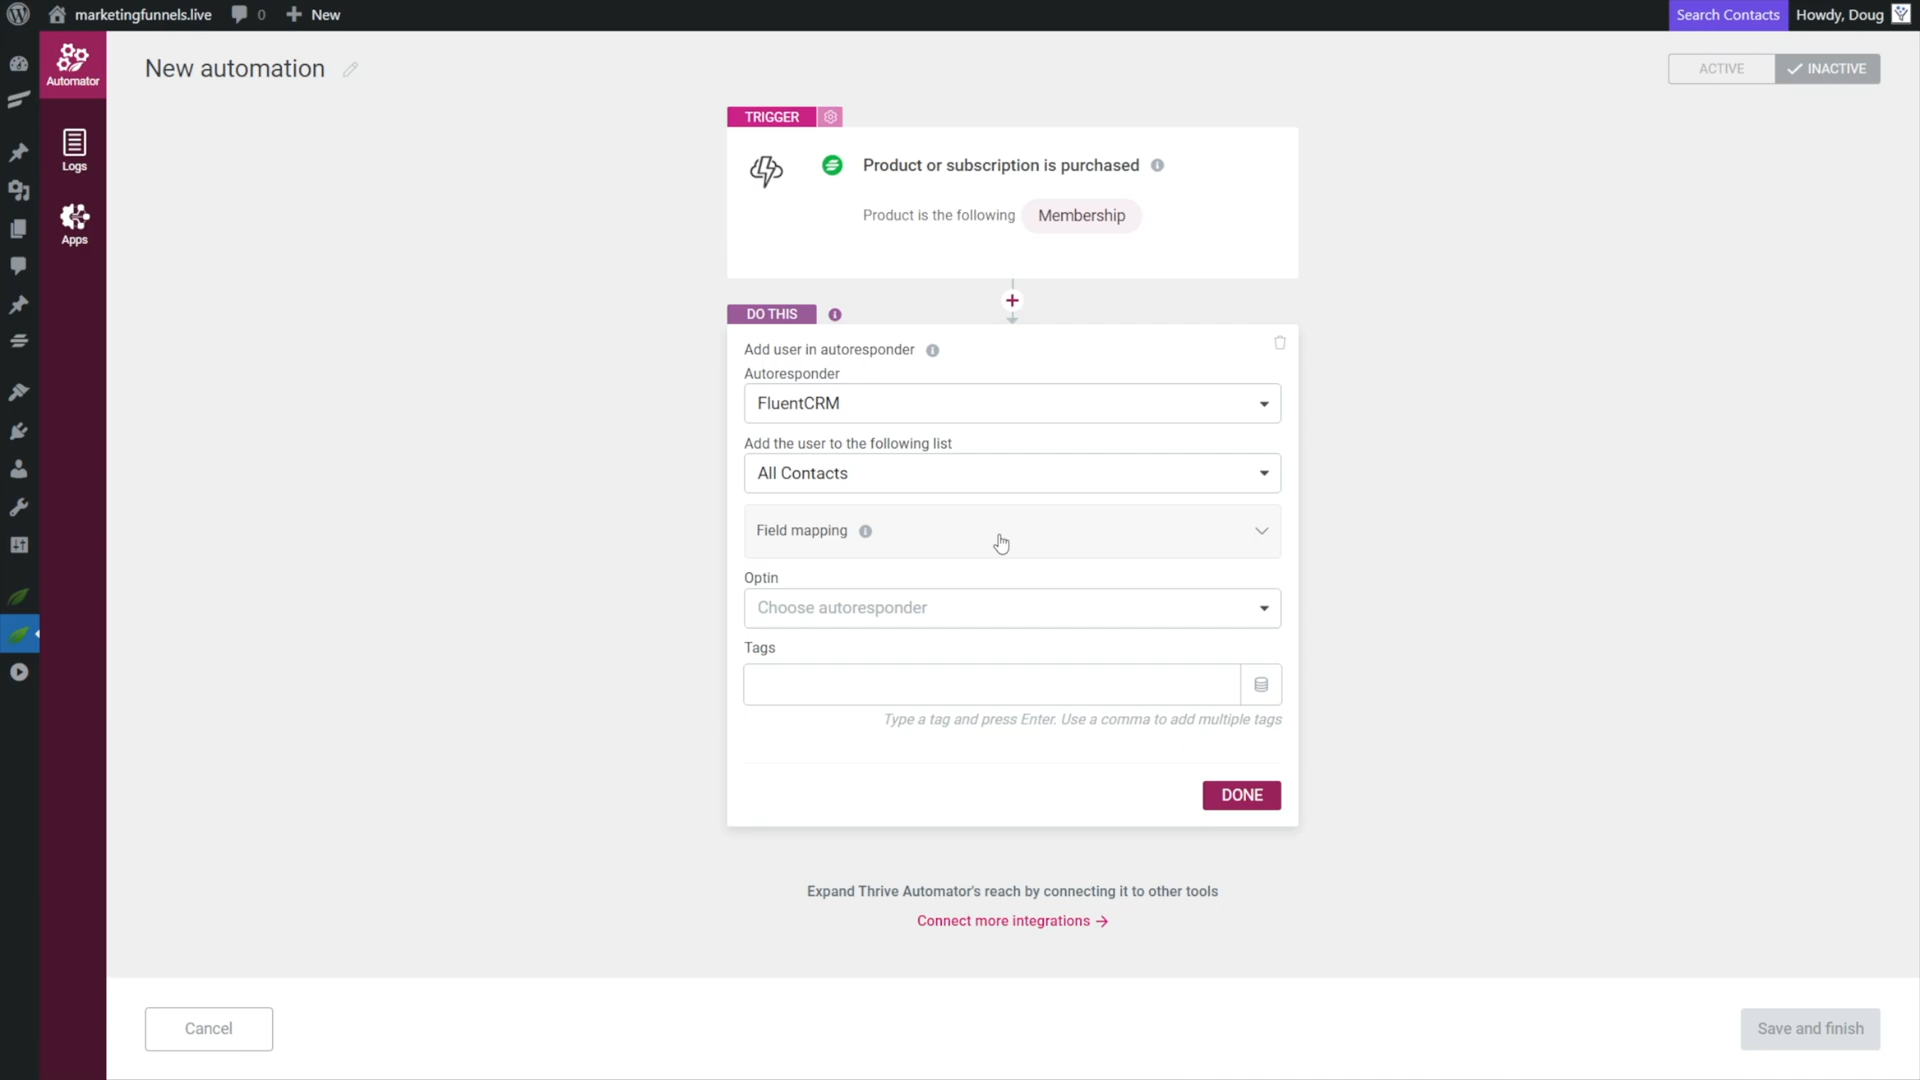 marketingfunnels.live 0 New Search Contacts Howdy, Doug
Automator
New automation
ACTIVE INACTIVE
Logs
Apps
TRIGGER
Product or subscription is purchased
Product is the following Membership
DO THIS
Add user in autoresponder
Autoresponder
FluentCRM
Add the user to the following list
All Contacts
Field mapping
Optin
Choose autoresponder
Tags
Type a tag and press Enter. Use a comma to add multiple tags
DONE
Expand Thrive Automator's reach by connecting it to other tools
Connect more integrations →
Cancel
Save and finish